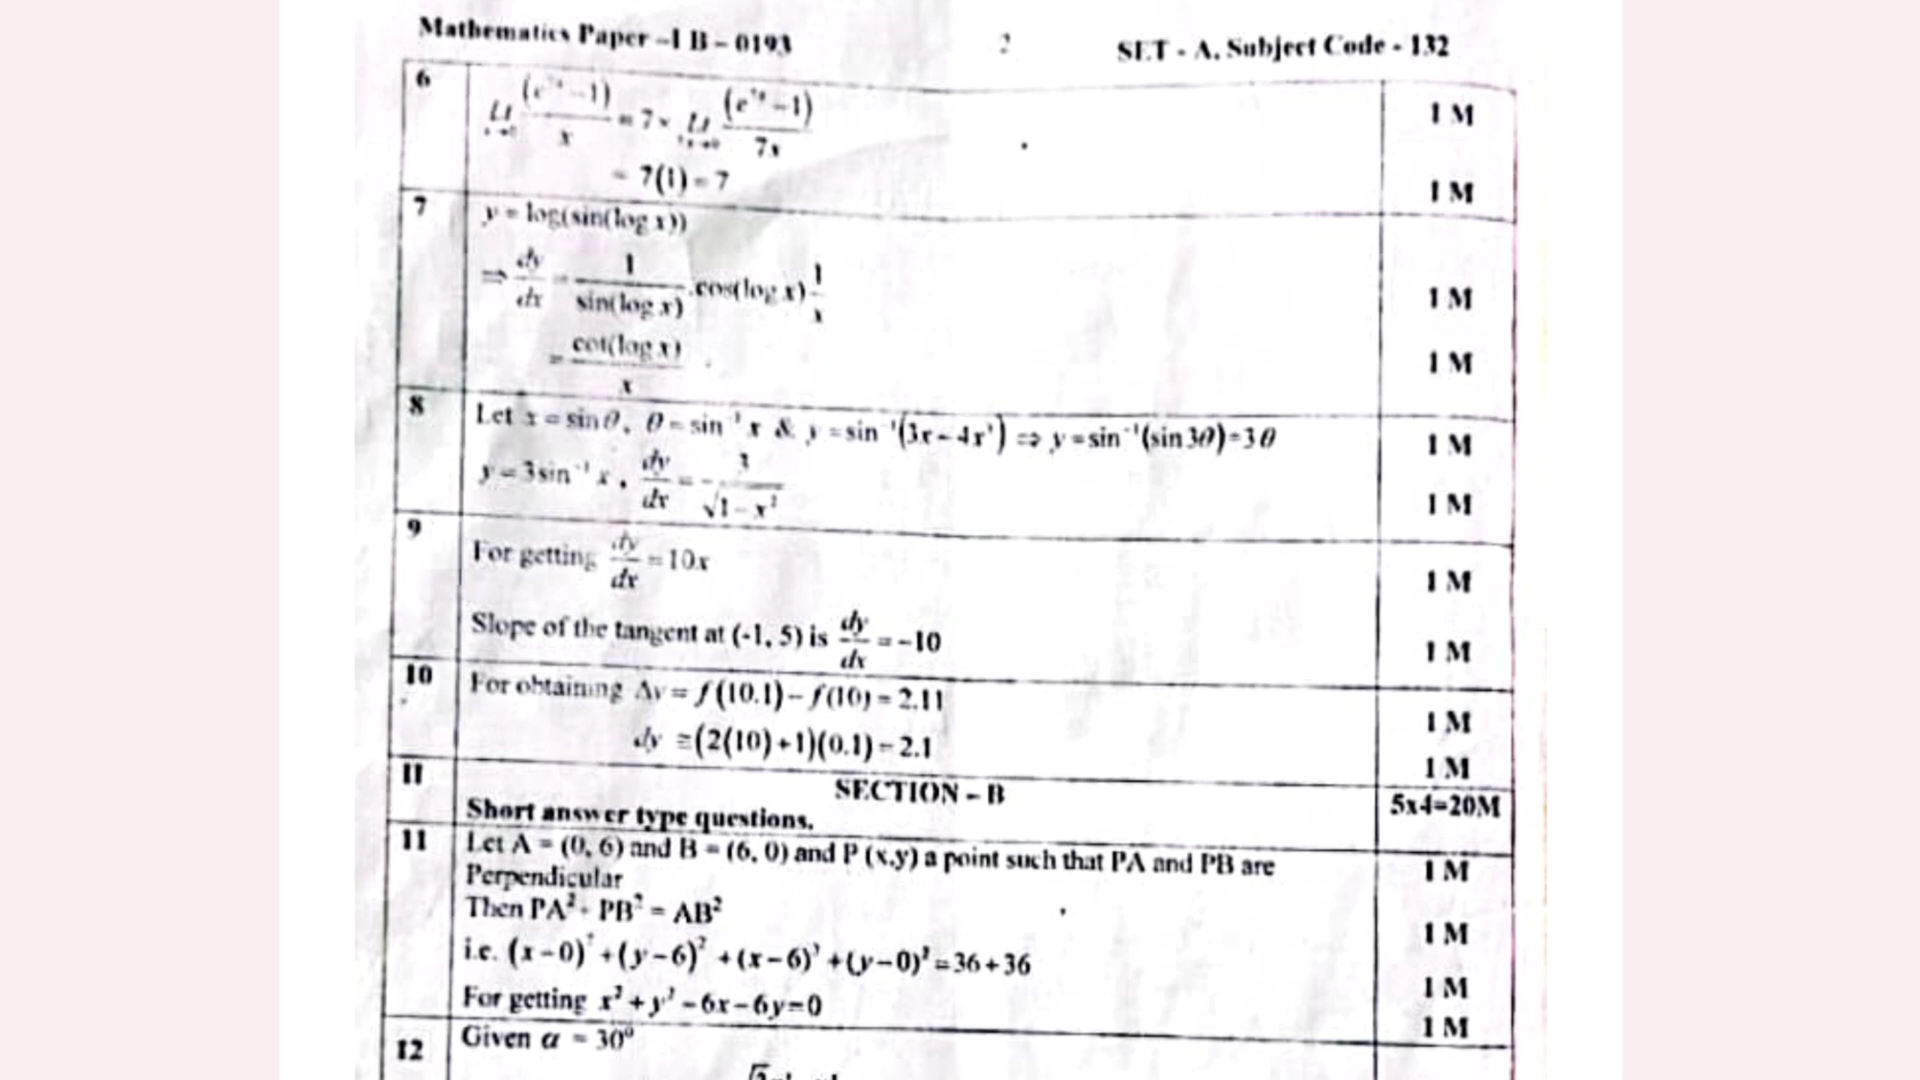 Mathematics Paper –I B – 0193 2 SET - A. Subject Code - 132
6 Lt x→0 (e^7x – 1)/x = 7× Lt 7x→0 (e^7x – 1)/7x 1 M
= 7(1) = 7 1 M
7 y = log(sin(log x))
⇒ dy/dx = 1/sin(log x) .cos(log x) 1/x 1 M
= cot(log x)/x 1 M
8 Let x = sin θ, θ = sin⁻¹ x & y = sin⁻¹(3x – 4x³) ⇒ y = sin⁻¹(sin 3θ) = 3θ 1 M
y = 3 sin⁻¹ x , dy/dx = 3/√1 – x² 1 M
9 For getting dy/dx = 10x 1 M
Slope of the tangent at (-1, 5) is dy/dx = –10 1 M
10 For obtaining Δy = f(10.1) – f(10) = 2.11 1 M
dy ≅ (2(10)+1)(0.1) = 2.1 1 M
II SECTION – B 5x4=20M
Short answer type questions.
11 Let A = (0, 6) and B = (6, 0) and P (x,y) a point such that PA and PB are 1 M
Perpendicular
Then PA² + PB² = AB² 1 M
i.e. (x – 0)² + (y – 6)² + (x – 6)² + (y – 0)² = 36 + 36 1 M
For getting x² + y² – 6x – 6y = 0 1 M
12 Given α = 30⁰